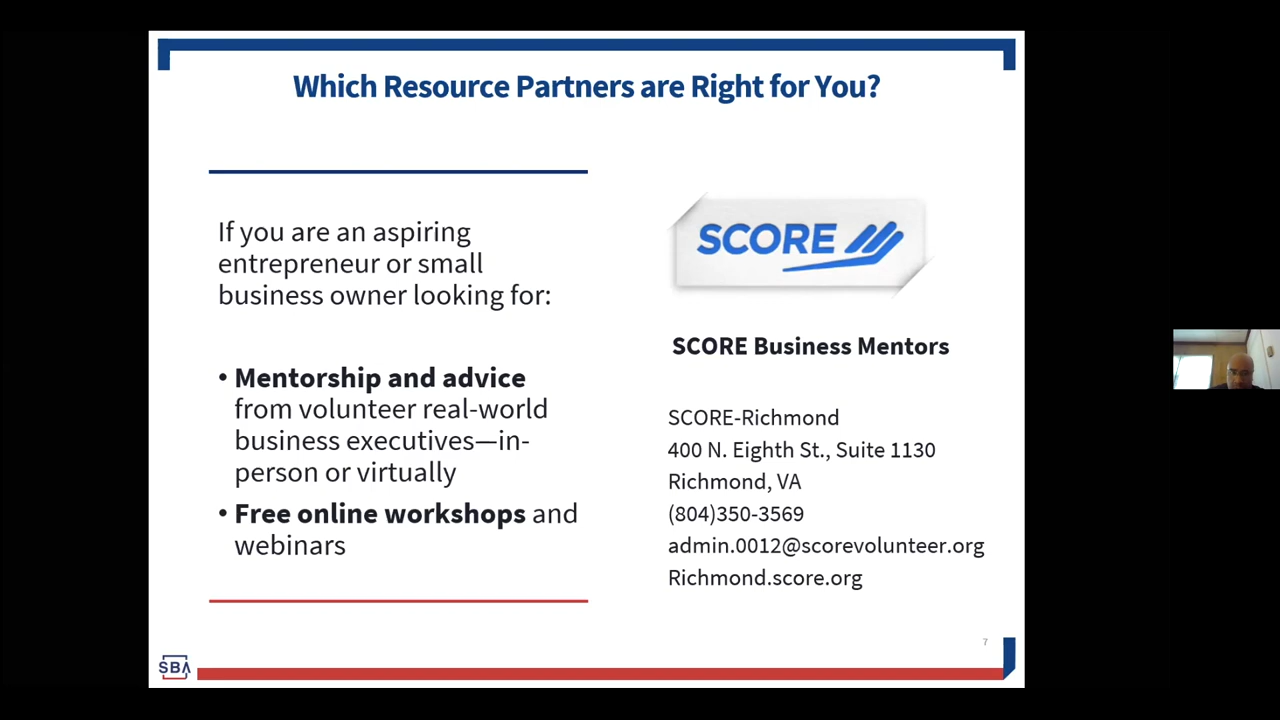 Which Resource Partners are Right for You?
If you are an aspiring
entrepreneur or small
business owner looking for:
• Mentorship and advice
from volunteer real-world
business executives—in-
person or virtually
• Free online workshops and
webinars
SCORE
SCORE Business Mentors
SCORE-Richmond
400 N. Eighth St., Suite 1130
Richmond, VA
(804)350-3569
admin.0012@scorevolunteer.org
Richmond.score.org
7
SBA